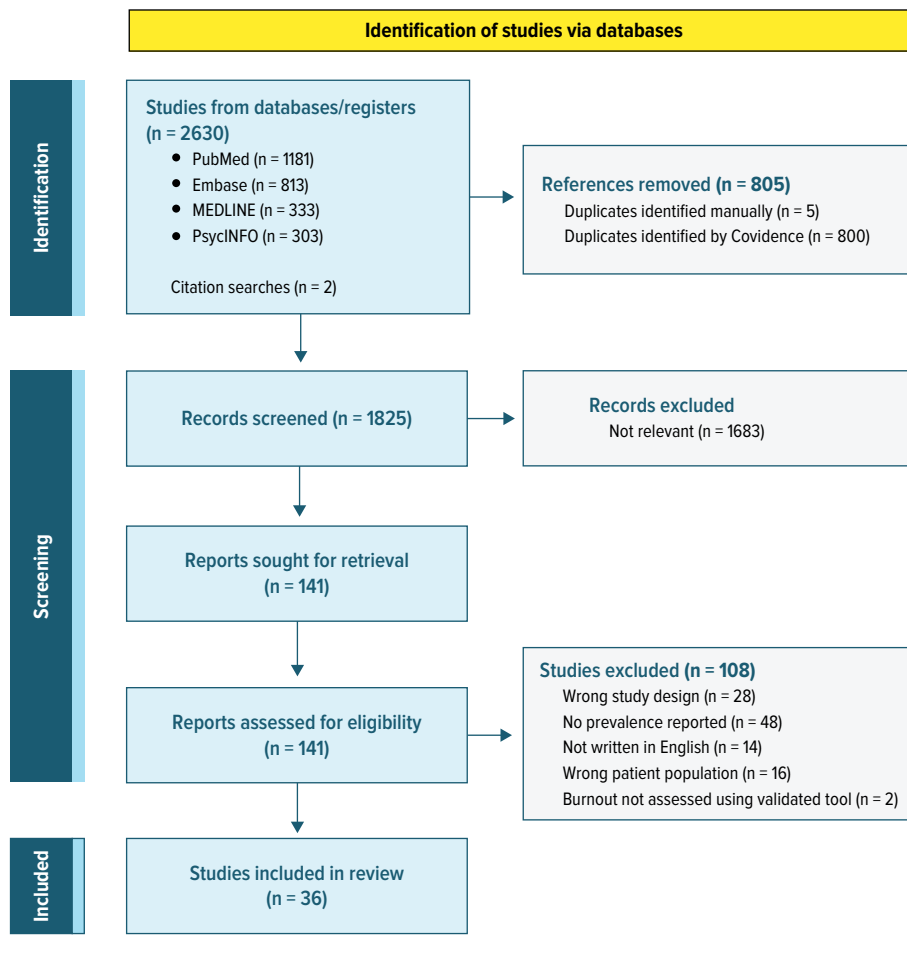 Identification of studies via databases
Identification
Studies from databases/registers
(n = 2630)
• PubMed (n = 1181)
• Embase (n = 813)
• MEDLINE (n = 333)
• PsycINFO (n = 303)
Citation searches (n = 2)
References removed (n = 805)
Duplicates identified manually (n = 5)
Duplicates identified by Covidence (n = 800)
Screening
Records screened (n = 1825)
Records excluded
Not relevant (n = 1683)
Reports sought for retrieval
(n = 141)
Reports assessed for eligibility
(n = 141)
Studies excluded (n = 108)
Wrong study design (n = 28)
No prevalence reported (n = 48)
Not written in English (n = 14)
Wrong patient population (n = 16)
Burnout not assessed using validated tool (n = 2)
Included
Studies included in review
(n = 36)